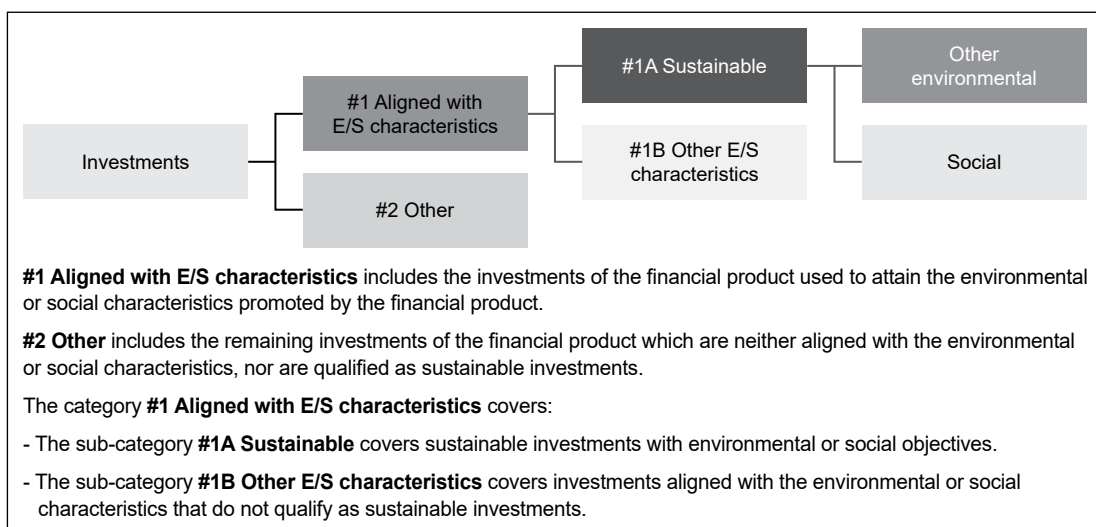 Investments
#1 Aligned with
E/S characteristics
#2 Other
#1A Sustainable
#1B Other E/S
characteristics
Other
environmental
Social
#1 Aligned with E/S characteristics includes the investments of the financial product used to attain the environmental
or social characteristics promoted by the financial product.
#2 Other includes the remaining investments of the financial product which are neither aligned with the environmental
or social characteristics, nor are qualified as sustainable investments.
The category #1 Aligned with E/S characteristics covers:
- The sub-category #1A Sustainable covers sustainable investments with environmental or social objectives.
- The sub-category #1B Other E/S characteristics covers investments aligned with the environmental or social
characteristics that do not qualify as sustainable investments.